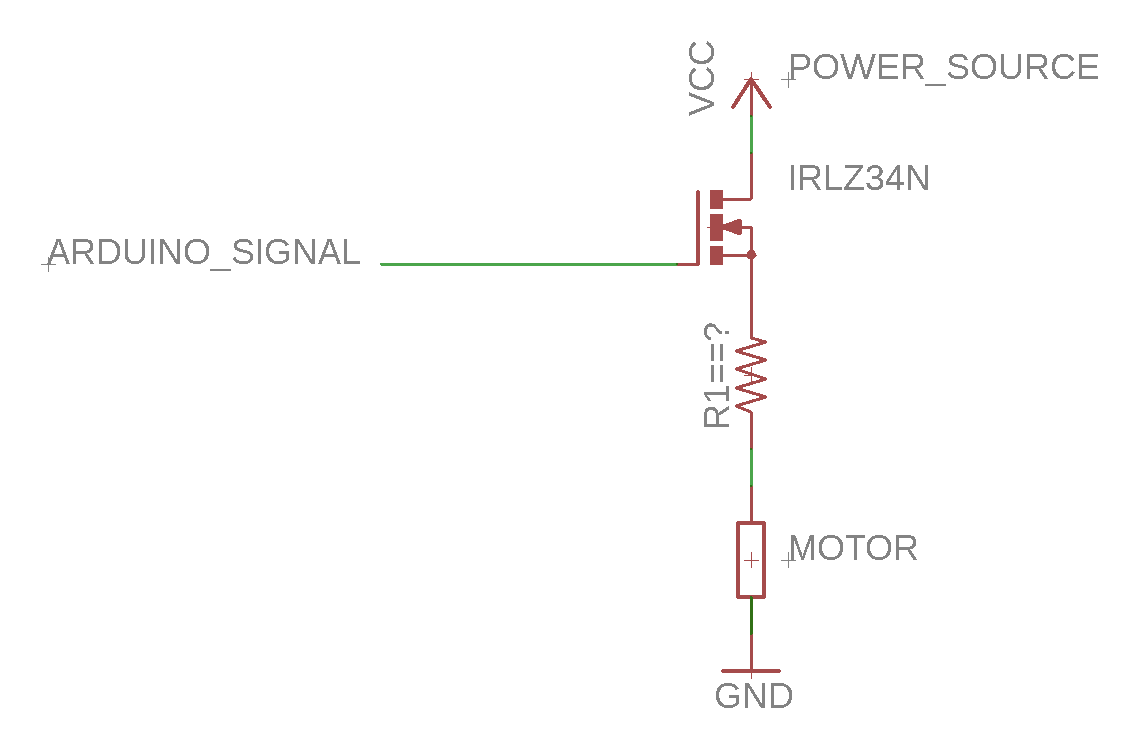 VCC
POWER_SOURCE
IRLZ34N
ARDUINO_SIGNAL
R1==?
MOTOR
GND